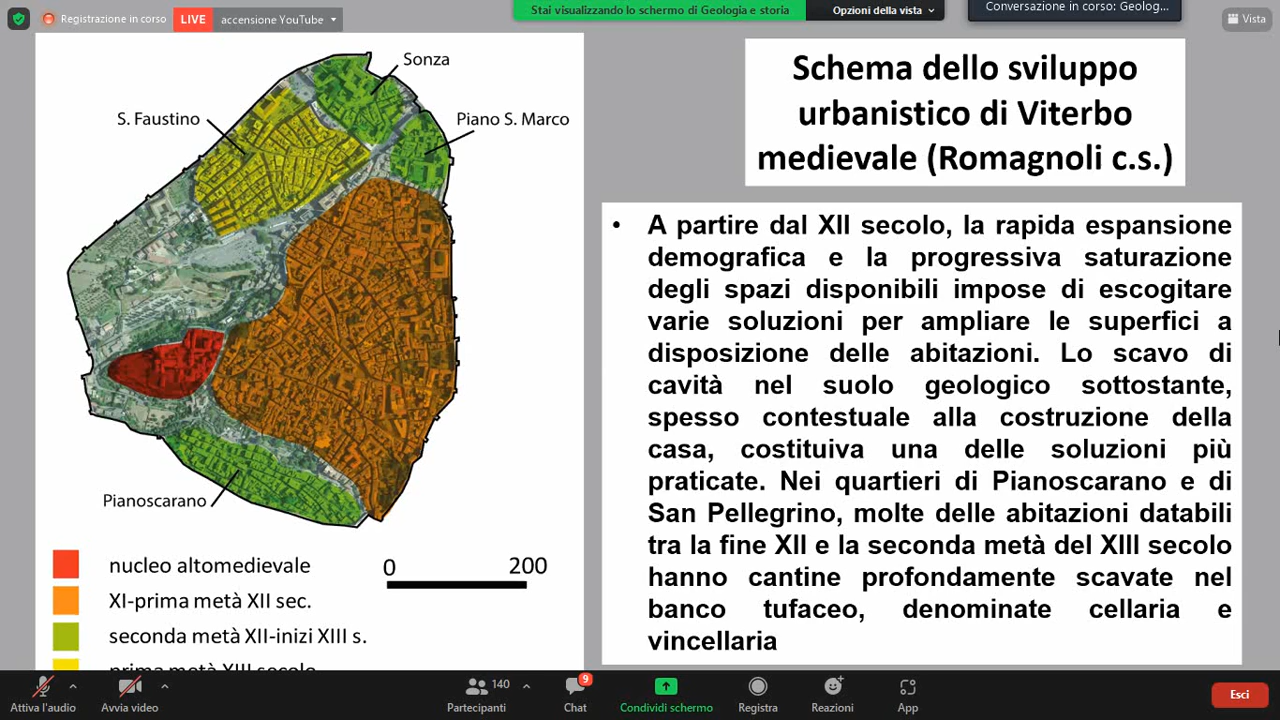 Registrazione in corso
LIVE
accensione YouTube
Stai visualizzando lo schermo di Geologia e storia
Opzioni della vista
Conversazione in corso: Geolog...
Vista
Sonza
S. Faustino
Piano S. Marco
Pianoscarano
nucleo altomedievale
XI-prima metà XII sec.
seconda metà XII-inizi XIII s.
prima metà XIII secolo
0 200
Schema dello sviluppo
urbanistico di Viterbo
medievale (Romagnoli c.s.)
• A partire dal XII secolo, la rapida espansione
demografica e la progressiva saturazione
degli spazi disponibili impose di escogitare
varie soluzioni per ampliare le superfici a
disposizione delle abitazioni. Lo scavo di
cavità nel suolo geologico sottostante,
spesso contestuale alla costruzione della
casa, costituiva una delle soluzioni più
praticate. Nei quartieri di Pianoscarano e di
San Pellegrino, molte delle abitazioni databili
tra la fine XII e la seconda metà del XIII secolo
hanno cantine profondamente scavate nel
banco tufaceo, denominate cellaria e
vincellaria
Attiva l'audio
Avvia video
140
Partecipanti
9
Chat
Condividi schermo
Registra
Reazioni
App
Esci